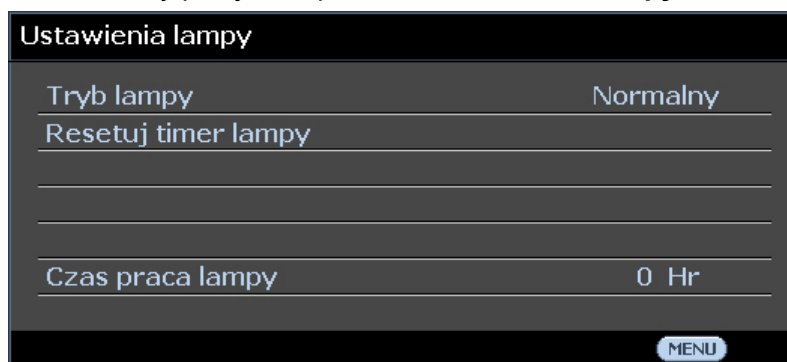 Ustawienia lampy
Tryb lampy Normalny
Resetuj timer lampy
Czas praca lampy 0 Hr
MENU